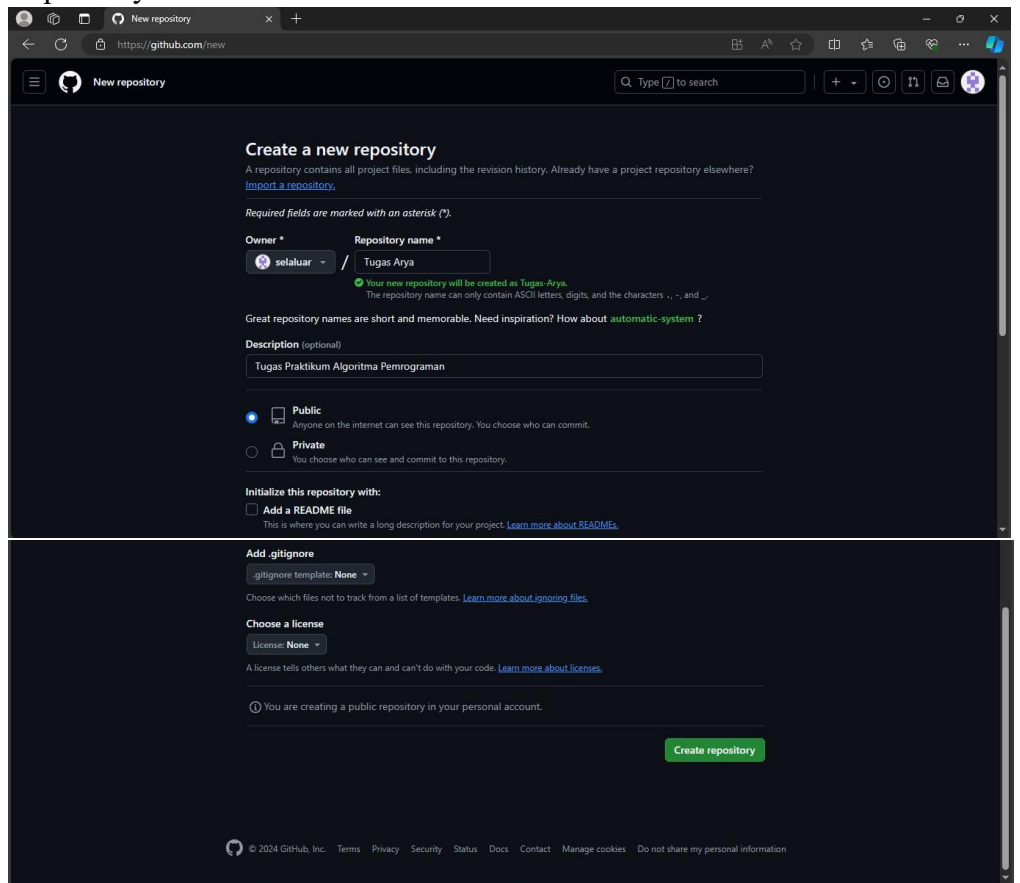 New repository
https://github.com/new
New repository
Type / to search
Create a new repository
A repository contains all project files, including the revision history. Already have a project repository elsewhere?
Import a repository.
Required fields are marked with an asterisk (*).
Owner * Repository name *
selaluar / Tugas Arya
Your new repository will be created as Tugas-Arya.
The repository name can only contain ASCII letters, digits, and the characters ., -, and _.
Great repository names are short and memorable. Need inspiration? How about automatic-system ?
Description (optional)
Tugas Praktikum Algoritma Pemrograman
Public
Anyone on the internet can see this repository. You choose who can commit.
Private
You choose who can see and commit to this repository.
Initialize this repository with:
Add a README file
This is where you can write a long description for your project. Learn more about READMEs.
Add .gitignore
.gitignore template: None
Choose which files not to track from a list of templates. Learn more about ignoring files.
Choose a license
License: None
A license tells others what they can and can't do with your code. Learn more about licenses.
You are creating a public repository in your personal account.
Create repository
© 2024 GitHub, Inc. Terms Privacy Security Status Docs Contact Manage cookies Do not share my personal information